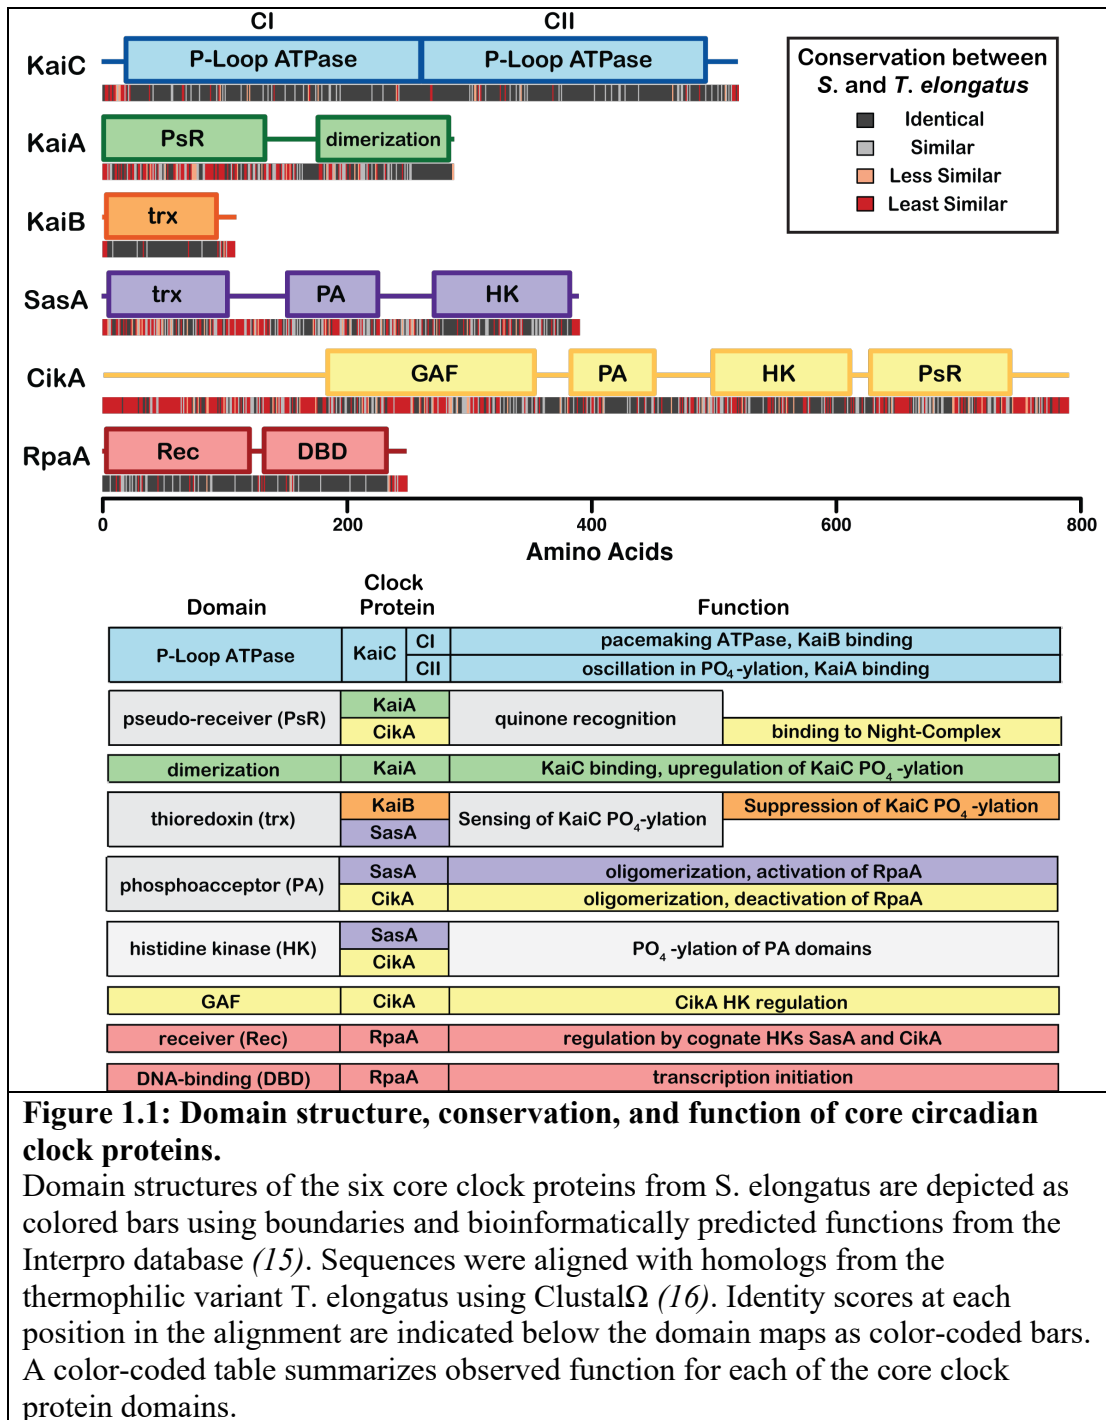 CI CII
KaiC P-Loop ATPase P-Loop ATPase
Conservation between
S. and T. elongatus
Identical
Similar
Less Similar
Least Similar
KaiA PsR dimerization
KaiB trx
SasA trx PA HK
CikA GAF PA HK PsR
RpaA Rec DBD
0 200 400 600 800
Amino Acids
Domain Clock Protein Function
P-Loop ATPase KaiC CI pacemaking ATPase, KaiB binding
CII oscillation in PO4-ylation, KaiA binding
pseudo-receiver (PsR) KaiA quinone recognition
CikA binding to Night-Complex
dimerization KaiA KaiC binding, upregulation of KaiC PO4-ylation
thioredoxin (trx) KaiB Sensing of KaiC PO4-ylation Suppression of KaiC PO4-ylation
SasA
phosphoacceptor (PA) SasA oligomerization, activation of RpaA
CikA oligomerization, deactivation of RpaA
histidine kinase (HK) SasA PO4-ylation of PA domains
CikA
GAF CikA CikA HK regulation
receiver (Rec) RpaA regulation by cognate HKs SasA and CikA
DNA-binding (DBD) RpaA transcription initiation
Figure 1.1: Domain structure, conservation, and function of core circadian
clock proteins.
Domain structures of the six core clock proteins from S. elongatus are depicted as
colored bars using boundaries and bioinformatically predicted functions from the
Interpro database (15). Sequences were aligned with homologs from the
thermophilic variant T. elongatus using ClustalΩ (16). Identity scores at each
position in the alignment are indicated below the domain maps as color-coded bars.
A color-coded table summarizes observed function for each of the core clock
protein domains.